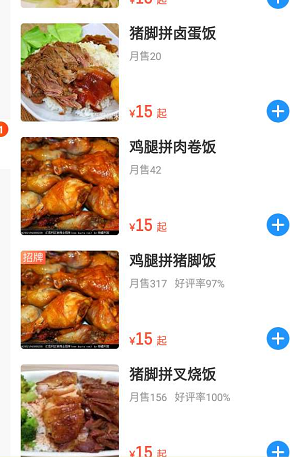 猪脚拼卤蛋饭
月售20
¥15 起
鸡腿拼肉卷饭
月售42
¥15 起
招牌
鸡腿拼猪脚饭
月售317 好评率97%
¥15 起
猪脚拼叉烧饭
月售156 好评率100%
¥15 起